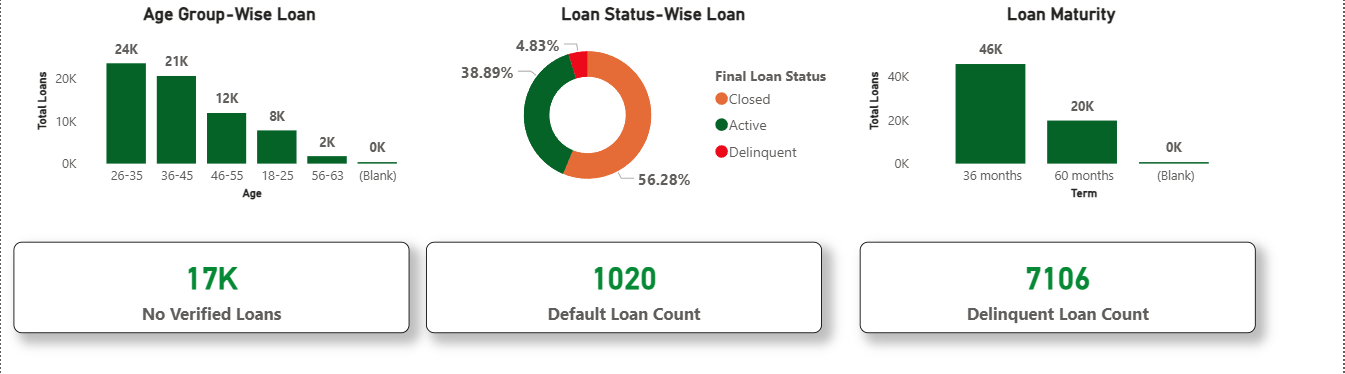 Age Group-Wise Loan
Total Loans
20K
10K
0K
24K
21K
12K
8K
2K
0K
26-35
36-45
46-55
18-25
56-63
(Blank)
Age
Loan Status-Wise Loan
4.83%
38.89%
56.28%
Final Loan Status
Closed
Active
Delinquent
Loan Maturity
Total Loans
40K
20K
0K
46K
20K
0K
36 months
60 months
(Blank)
Term
17K
No Verified Loans
1020
Default Loan Count
7106
Delinquent Loan Count